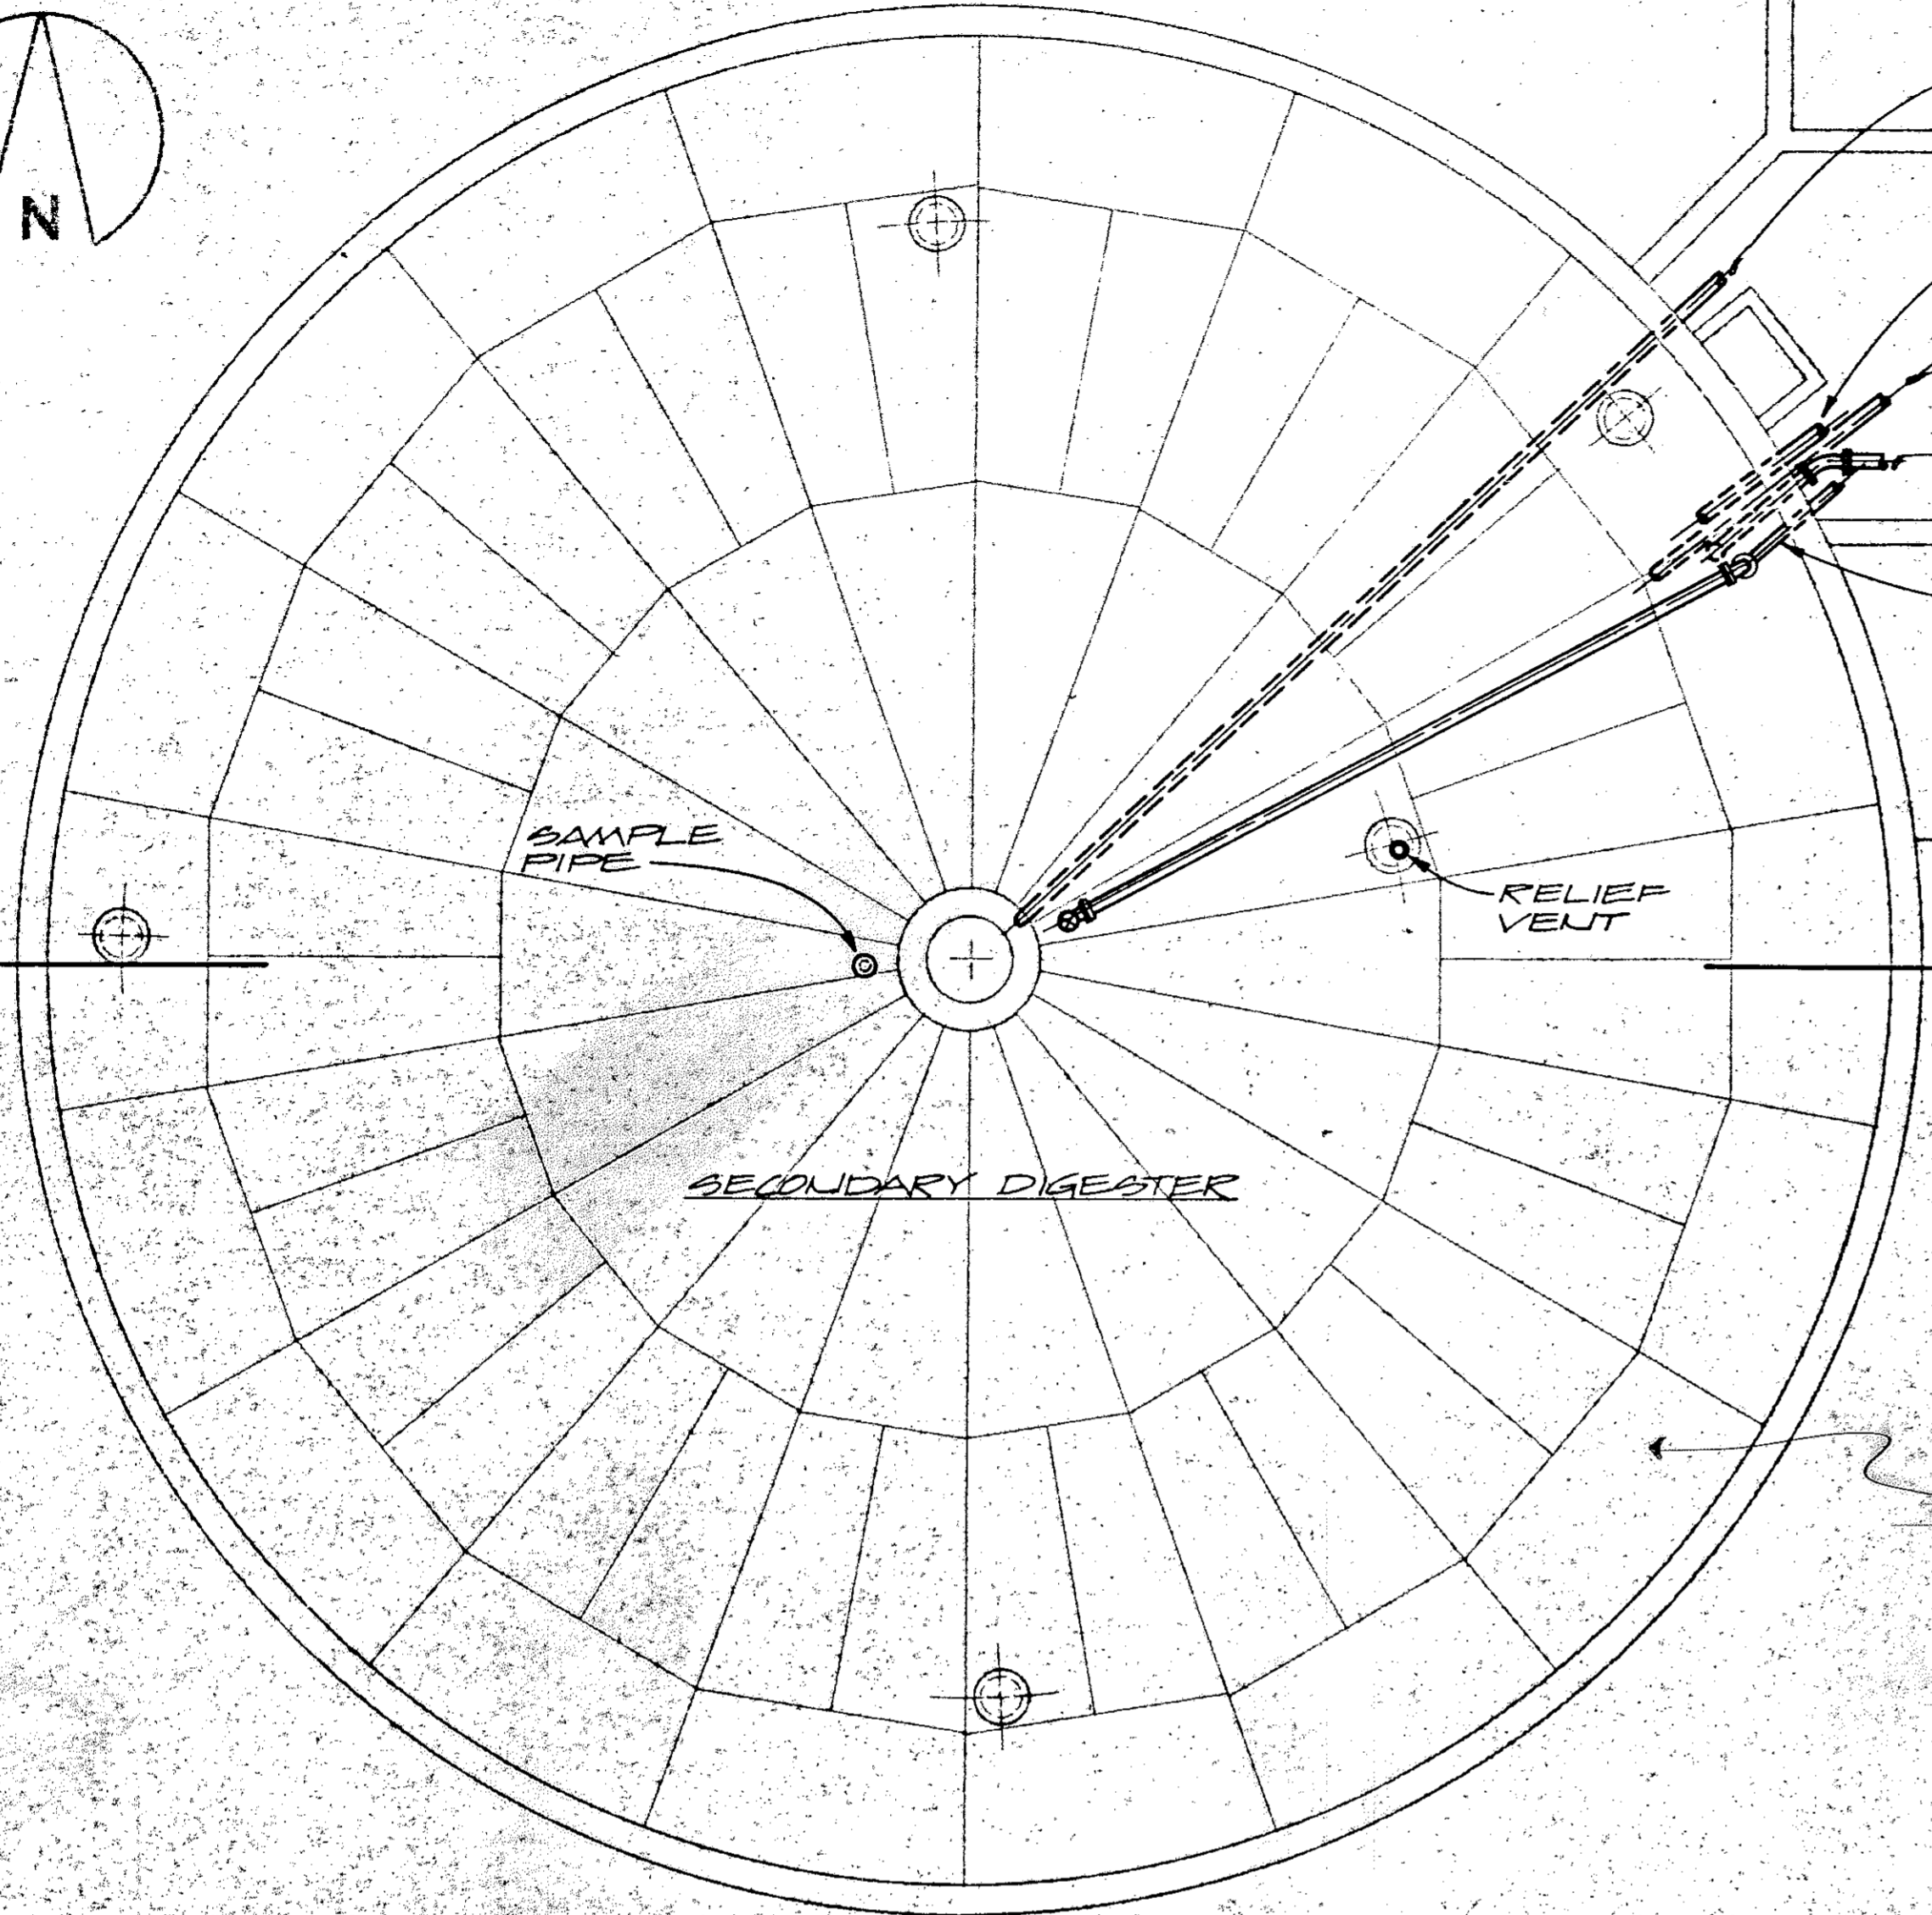 N
SAMPLE
PIPE
RELIEF
VENT
SECONDARY DIGESTER